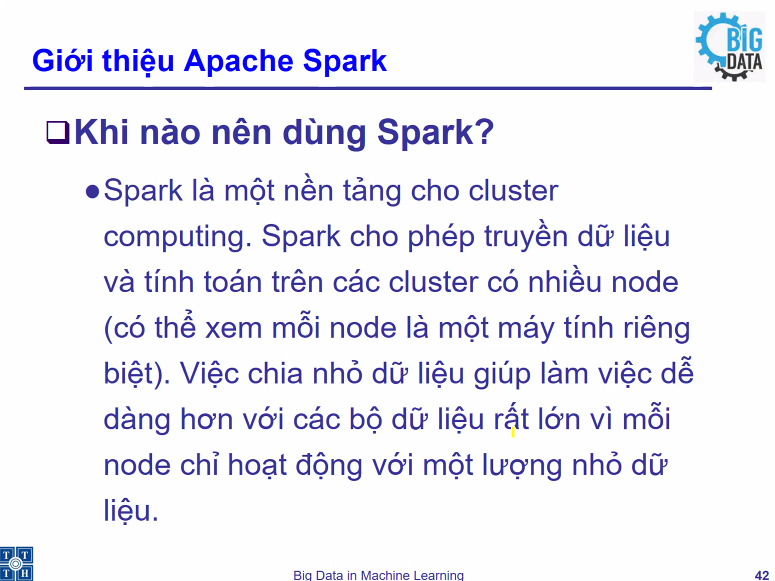 BIG
DATA
Giới thiệu Apache Spark
Khi nào nên dùng Spark?
Spark là một nền tảng cho cluster
computing. Spark cho phép truyền dữ liệu
và tính toán trên các cluster có nhiều node
(có thể xem mỗi node là một máy tính riêng
biệt). Việc chia nhỏ dữ liệu giúp làm việc dễ
dàng hơn với các bộ dữ liệu rất lớn vì mỗi
node chỉ hoạt động với một lượng nhỏ dữ
liệu.
T T
T H
Big Data in Machine Learning
42